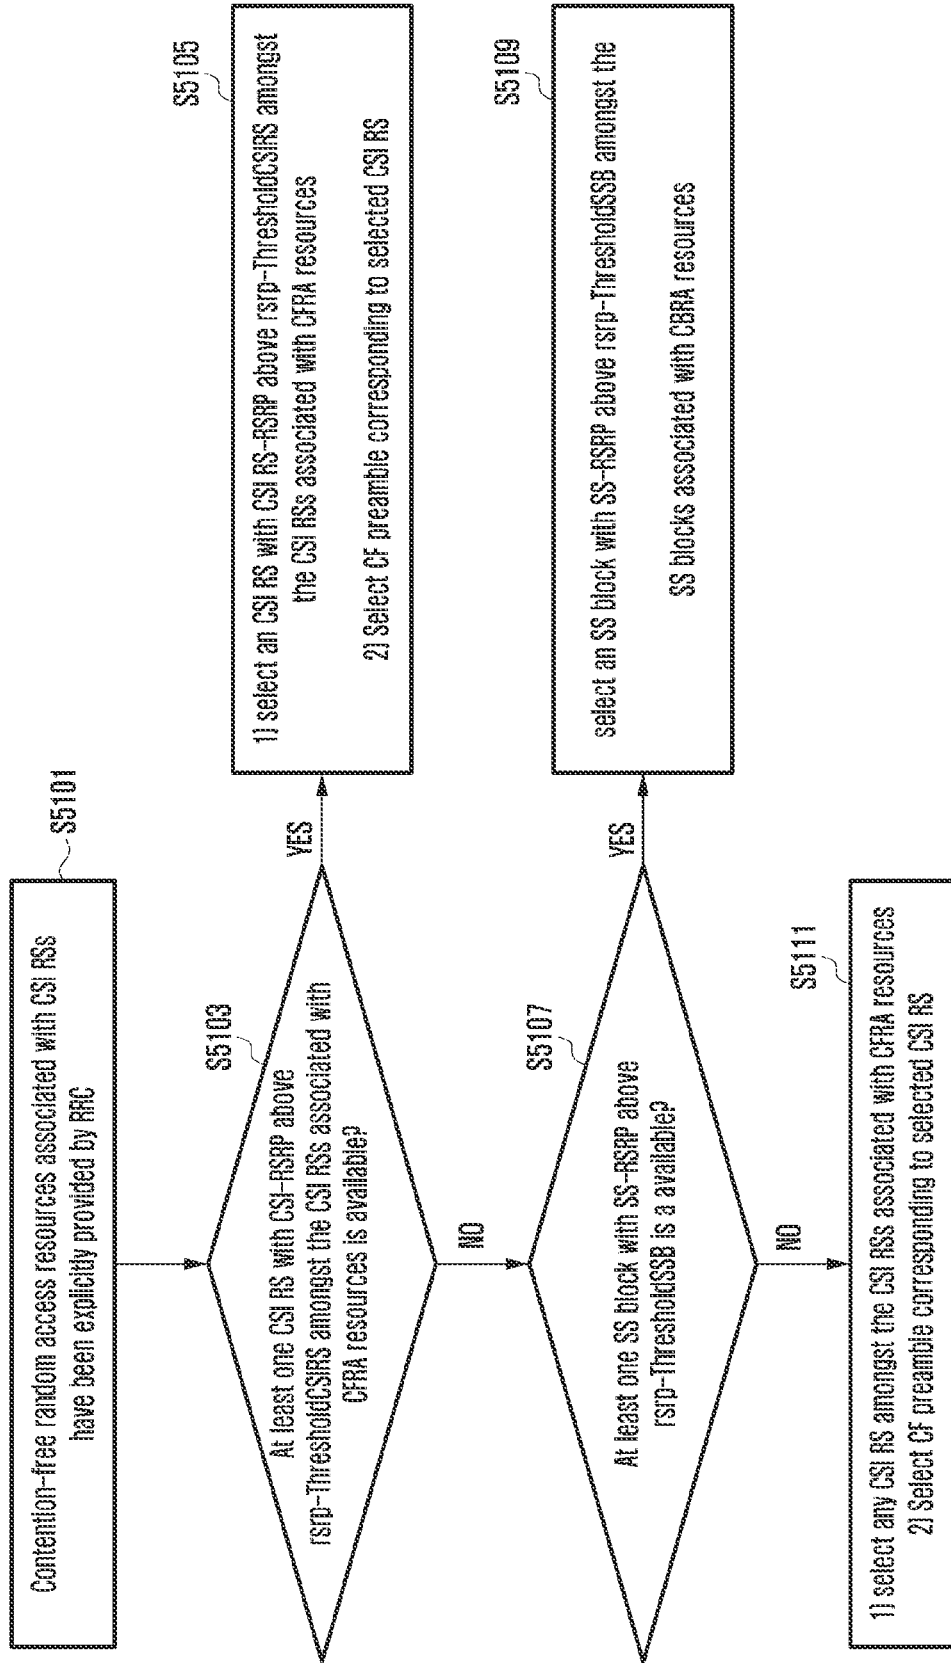 S5101
Contention-free random access resources associated with CSI RSs
have been explicitly provided by RRC
S5103
At least one CSI RS with CSI-RSRP above
rsrp-ThresholdCSIRS amongst the CSI RSs associated with
CFRA resources is available?
YES
S5105
1) select an CSI RS with CSI RS-RSRP above rsrp-ThresholdCSIRS amongst
the CSI RSs associated with CFRA resources
2) Select CF preamble corresponding to selected CSI RS
NO
S5107
At least one SS block with SS-RSRP above
rsrp-ThresholdSSB is a available?
YES
S5109
select an SS block with SS-RSRP above rsrp-ThresholdSSB amongst the
SS blocks associated with CBRA resources
NO
S5111
1) select any CSI RS amongst the CSI RSs associated with CFRA resources
2) Select CF preamble corresponding to selected CSI RS